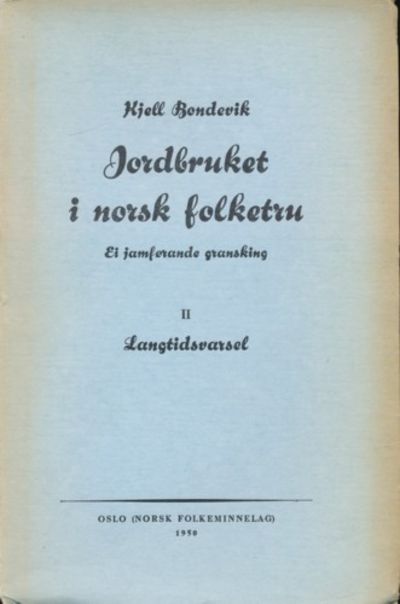 Kjell Bondevik
Jordbruket
i norsk folketru
Ei jamførande gransking
II
Langtidsvarsel
OSLO (NORSK FOLKEMINNELAG)
1950